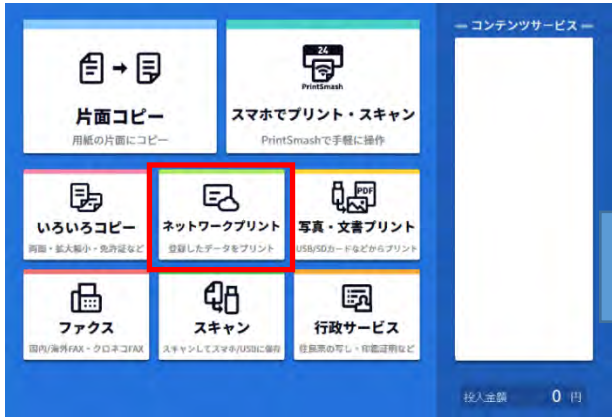 コンテンツサービス
24
PrintSmash
片面コピー
用紙の片面にコピー
スマホでプリント・スキャン
PrintSmashで手軽に操作
いろいろコピー
両面・拡大縮小・免許証など
ネットワークプリント
登録したデータをプリント
PDF
写真・文書プリント
USB/SDカードなどからプリント
ファクス
国内/海外FAX・クロネコFAX
スキャン
スキャンしてスマホ/USBに保存
行政サービス
住民票の写し・印鑑証明など
投入金額 0 円